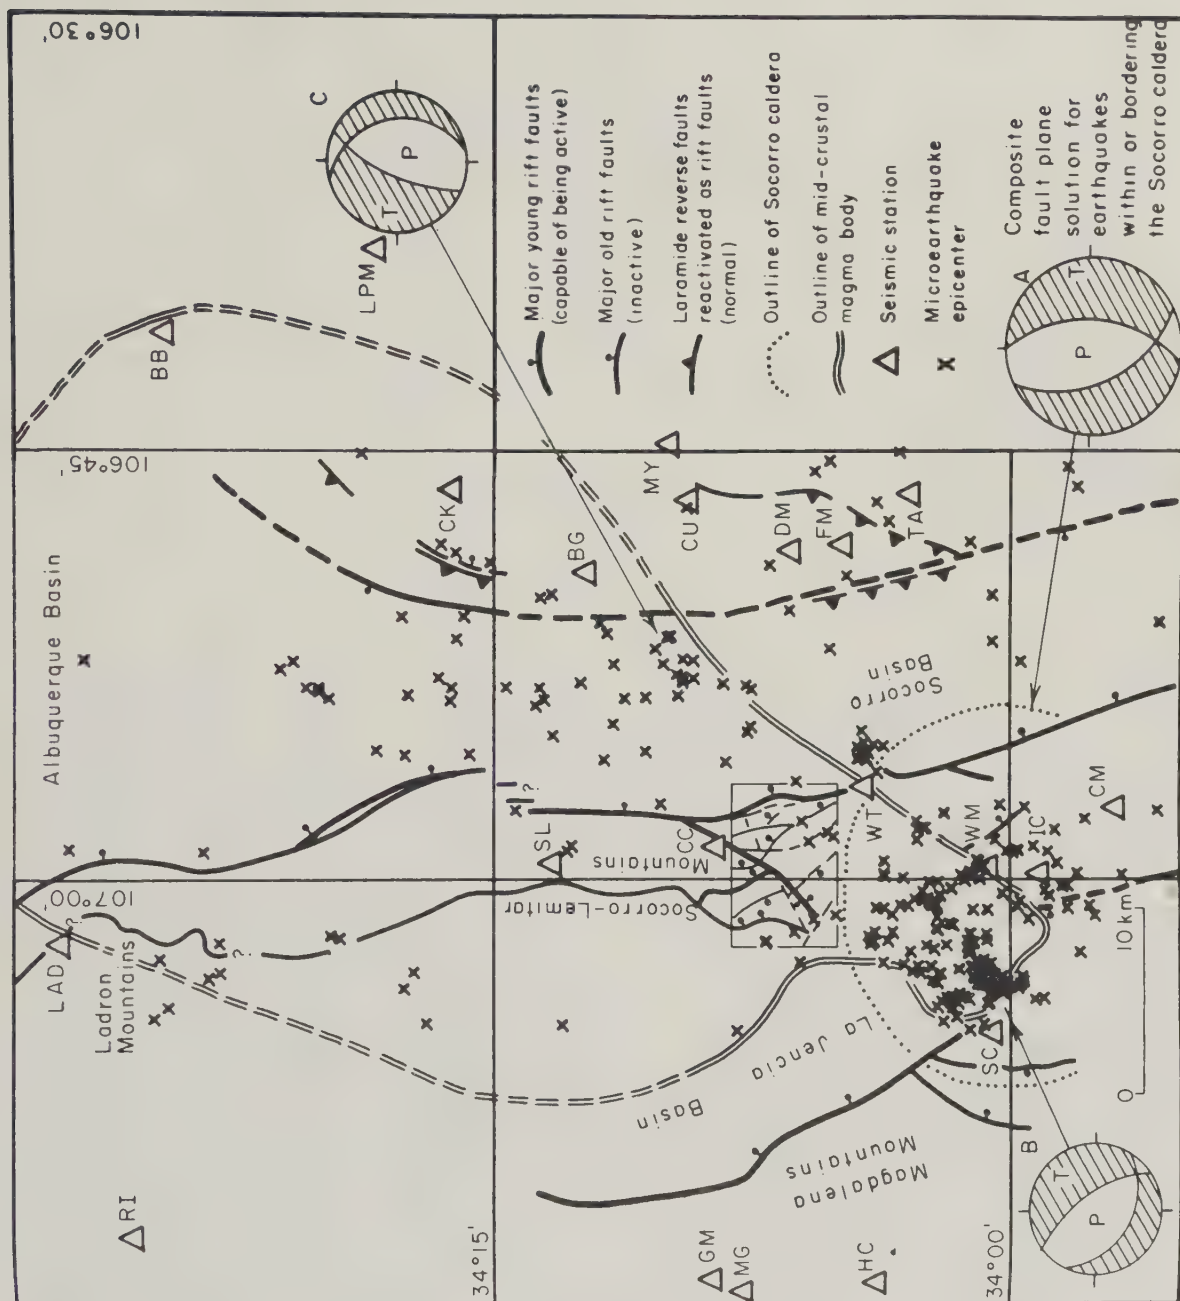 106°30'
C
T
P
LPM
BB
106°45'
Albuquerque Basin
CK
BG
MY
CU
DM
FM
TA
Major young rift faults
(capable of being active)
Major old rift faults
(inactive)
Laramide reverse faults
reactivated as rift faults
(normal)
Outline of Socorro caldera
Outline of mid-crustal
magma body
Seismic station
Microearthquake
epicenter
A
P
T
Composite
fault plane
solution for
earthquakes
within or bordering
the Socorro caldera
Socorro
Basin
?
SL
CC
WT
WM
IC
CM
Socorro-Lemitar
Mountains
107°00'
?
LAD
Ladron
Mountains
?
La Jencia
Basin
SC
10 km
0
Magdalena
Mountains
B
T
P
RI
34°15'
GM
MG
HC
34°00'